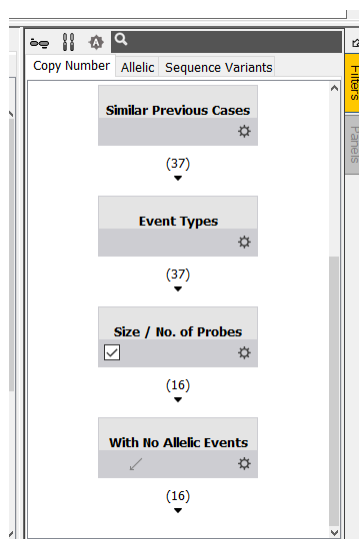 Copy Number
Allelic
Sequence Variants
Similar Previous Cases
(37)
Event Types
(37)
Size / No. of Probes
(16)
With No Allelic Events
(16)
Filters
Panels